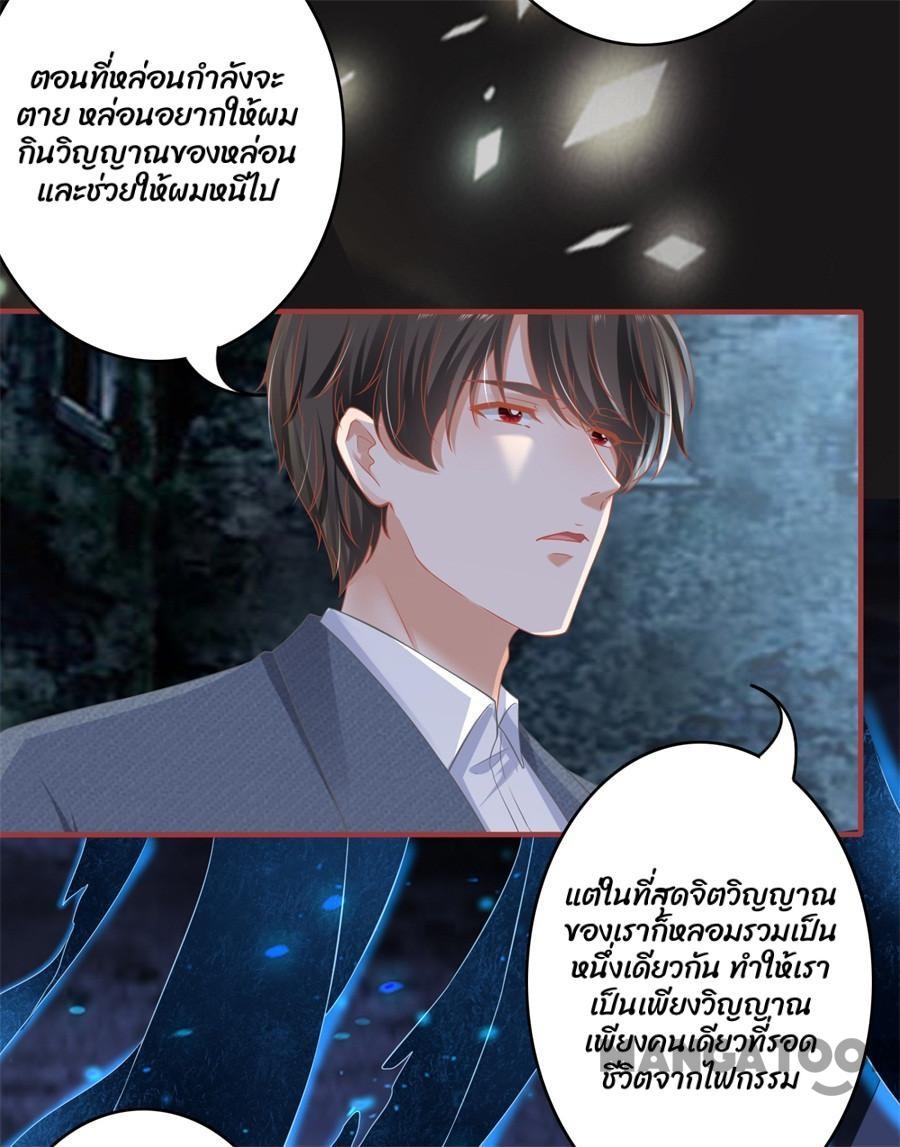 ตอนที่หล่อนกำลังจะ
ตาย หล่อนอยากให้ผม
กินวิญญาณของหล่อน
และช่วยให้ผมหนีไป
แต่ในที่สุดจิตวิญญาณ
ของเราก็หลอมรวมเป็น
หนึ่งเดียวกัน ทำให้เรา
เป็นเพียงวิญญาณ
เพียงคนเดียวที่รอด
ชีวิตจากไฟกรรม
MANGATOON